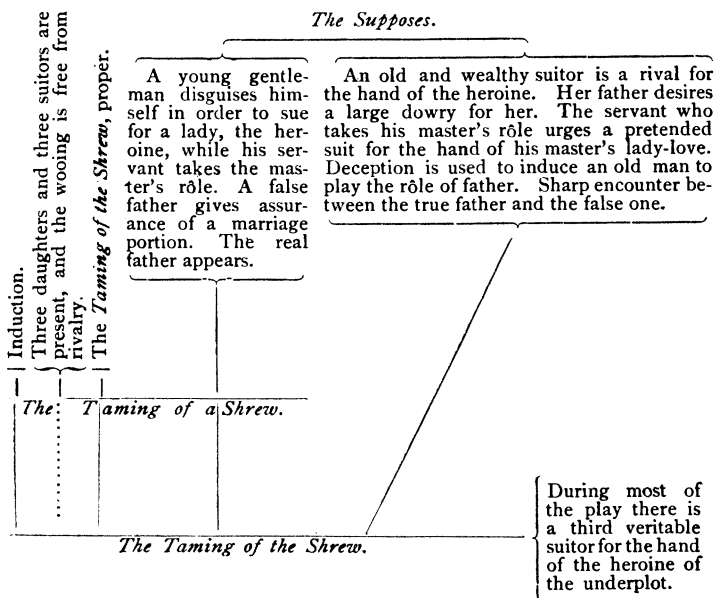 The Supposes.
Induction.
Three daughters and three suitors are
present, and the wooing is free from
rivalry.
The Taming of the Shrew, proper.
A young gentle-
man disguises him-
self in order to sue
for a lady, the her-
oine, while his ser-
vant takes the mas-
ter's rôle. A false
father gives assur-
ance of a marriage
portion. The real
father appears.
An old and wealthy suitor is a rival for
the hand of the heroine. Her father desires
a large dowry for her. The servant who
takes his master's rôle urges a pretended
suit for the hand of his master's lady-love.
Deception is used to induce an old man to
play the rôle of father. Sharp encounter be-
tween the true father and the false one.
The Taming of a Shrew.
The Taming of the Shrew.
During most of
the play there is
a third veritable
suitor for the hand
of the heroine of
the underplot.